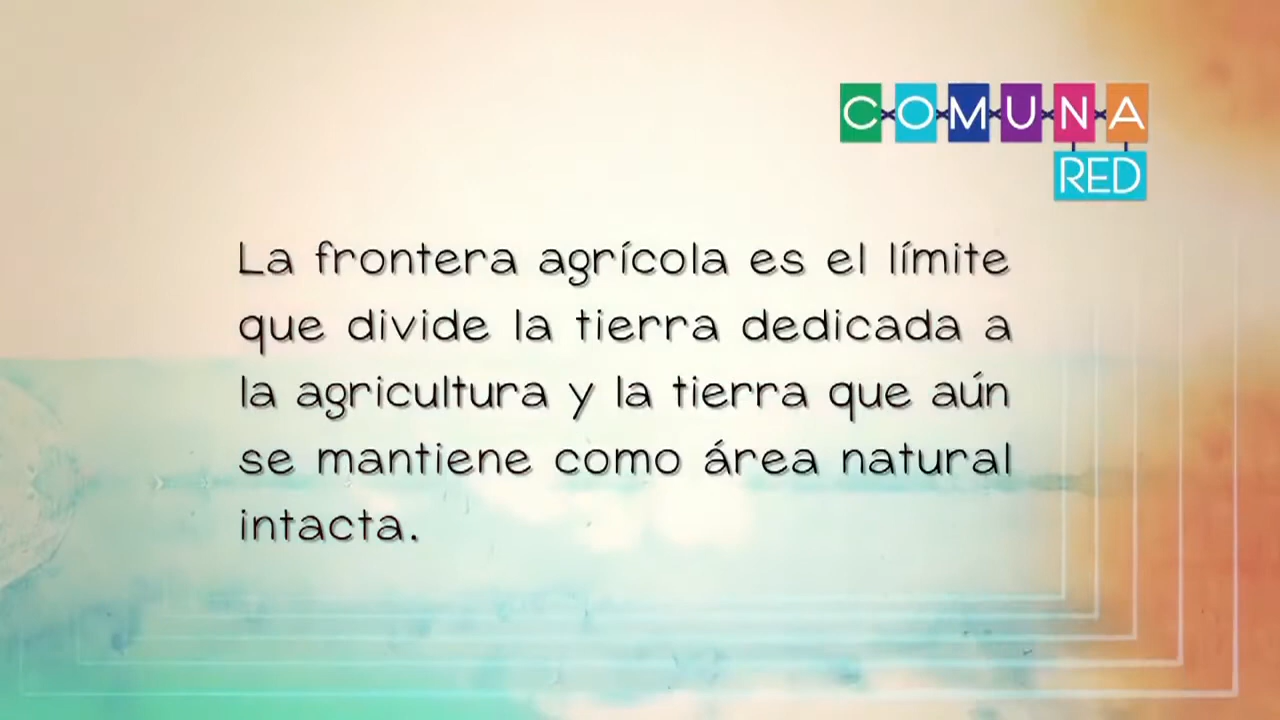 COMUNA
RED
La frontera agrícola es el límite
que divide la tierra dedicada a
la agricultura y la tierra que aún
se mantiene como área natural
intacta.